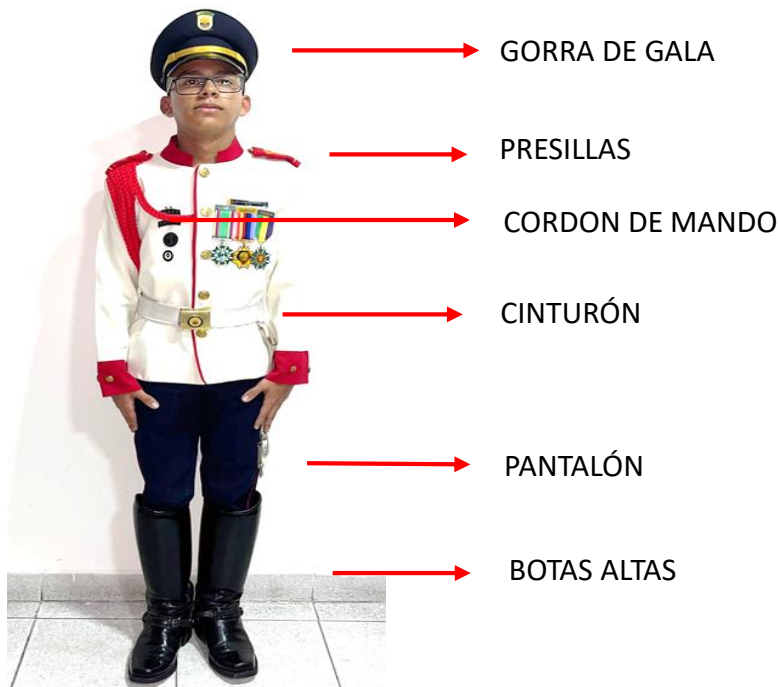 GORRA DE GALA
PRESILLAS
CORDON DE MANDO
CINTURÓN
PANTALÓN
BOTAS ALTAS